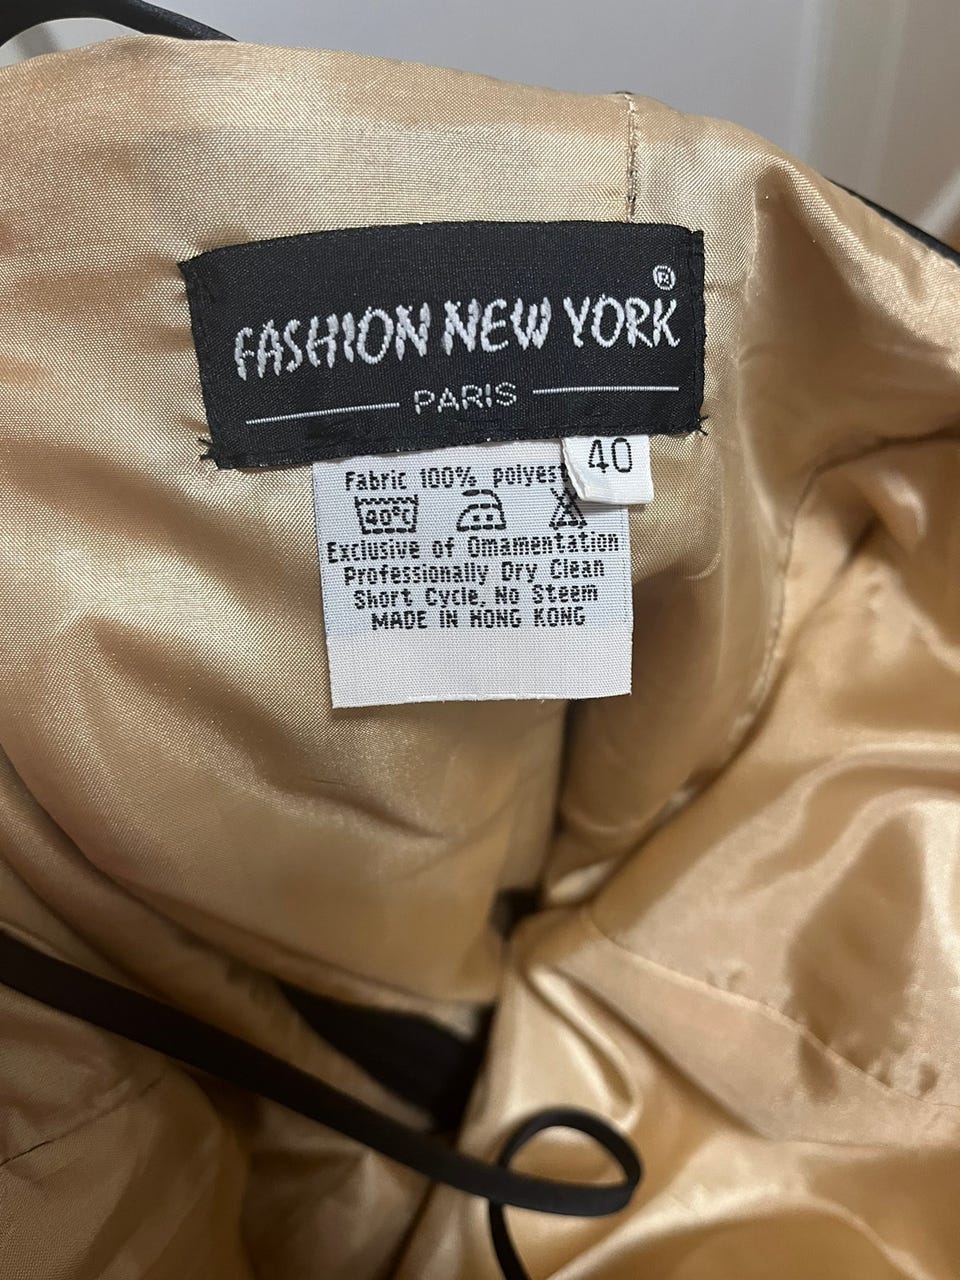 ®
FASHION NEW YORK
PARIS
40
Fabric 100% polyest
40°C
Exclusive of Omamentation
Professionally Dry Clean
Short Cycle, No Steem
MADE IN HONG KONG